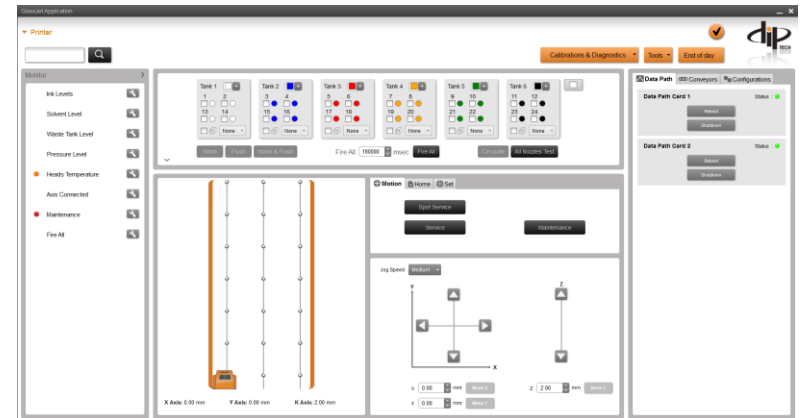 GlassJet Application
Printer
dip
TECH
Calibrations & Diagnostics
Tools
End of day
Monitor
Ink Levels
Solvent Level
Waste Tank Level
Pressure Level
Heads Temperature
Axis Connected
Maintenance
Fire All
Tank 1 Tank 2 Tank 3 Tank 4 Tank 5 Tank 6
1 2 3 4 5 6 7 8 9 10 11 12
13 14 15 16 17 18 19 20 21 22 23 24
None None None None None None
Wash Flush Wash & Flush Fire All: 180000 msec Fire All Circulate All Nozzles Test
X Axis: 0.00 mm Y Axis: 0.00 mm H Axis: 2.00 mm
Motion Home Set
Spot Service
Service Maintenance
Jog Speed Medium
Y Z
X
X 0.00 mm Move X Z 2.00 mm Move Z
Y 0.00 mm Move Y
Data Path Conveyors Configurations
Data Path Card 1 Status :
Reboot
Shutdown
Data Path Card 2 Status :
Reboot
Shutdown